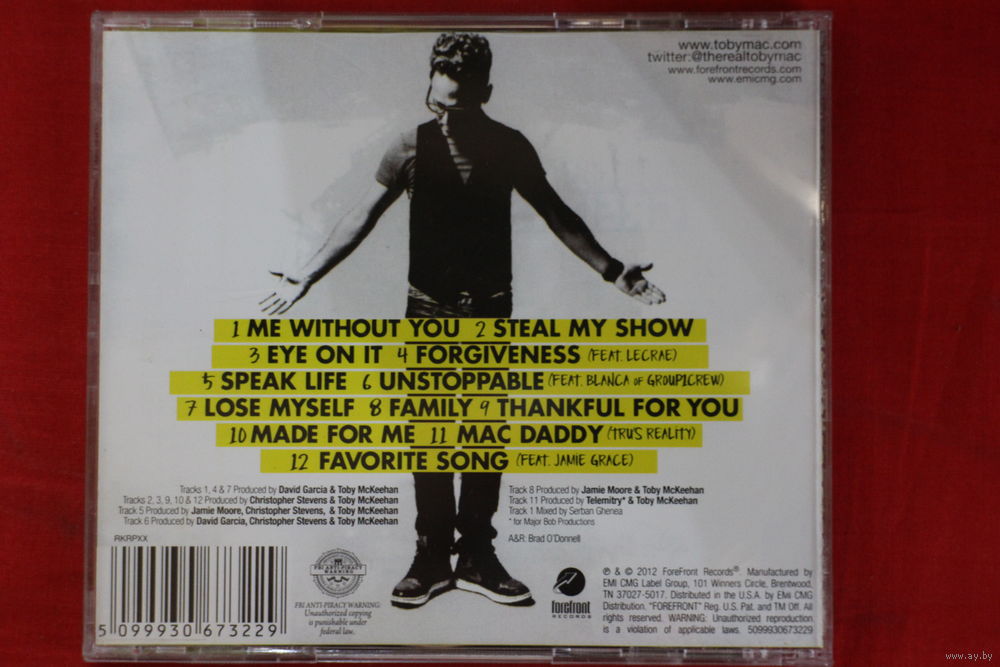 www.tobymac.com
twitter:@therealtobymac
www.forefrontrecords.com
www.emicmg.com
1 ME WITHOUT YOU 2 STEAL MY SHOW
3 EYE ON IT 4 FORGIVENESS (FEAT. LECRAE)
5 SPEAK LIFE 6 UNSTOPPABLE (FEAT. BLANCA OF GROUP1CREW)
7 LOSE MYSELF 8 FAMILY 9 THANKFUL FOR YOU
10 MADE FOR ME 11 MAC DADDY (TRU'S REALITY)
12 FAVORITE SONG (FEAT. JAMIE GRACE)
Tracks 1, 4 & 7 Produced by David Garcia & Toby McKeehan
Tracks 2, 3, 9, 10 & 12 Produced by Christopher Stevens & Toby McKeehan
Track 5 Produced by Jamie Moore, Christopher Stevens, & Toby McKeehan
Track 6 Produced by David Garcia, Christopher Stevens & Toby McKeehan
Track 8 Produced by Jamie Moore & Toby McKeehan
Track 11 Produced by Telemitry* & Toby McKeehan
Track 1 Mixed by Serban Ghenea
* for Major Bob Productions
A&R: Brad O'Donnell
RKRPXX
5 099930 673229
FBI ANTI-PIRACY
WARNING
FBI ANTI-PIRACY WARNING:
Unauthorized copying
is punishable under
federal law.
forefront
RECORDS
℗ & © 2012 ForeFront Records® Manufactured by
EMI CMG Label Group, 101 Winners Circle, Brentwood,
TN 37027-5017. Distributed in the U.S.A. by EMI CMG
Distribution. "FOREFRONT" Reg. U.S. Pat. and TM Off. All
rights reserved. WARNING: Unauthorized reproduction
is a violation of applicable laws. 5099930673229
www.ay.by